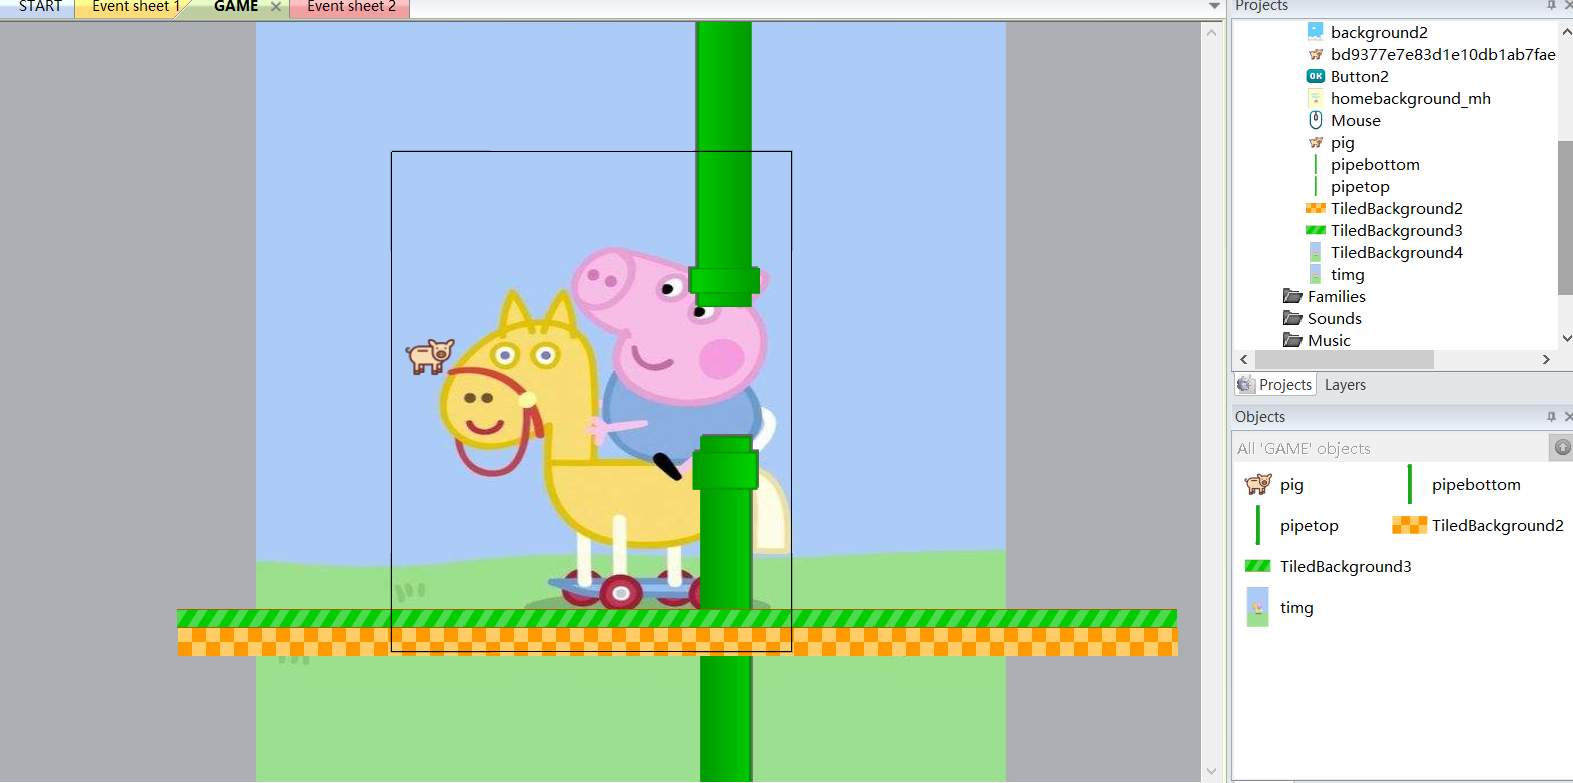 START Event sheet 1 GAME Event sheet 2
Projects
background2
bd9377e7e83d1e10db1ab7fae
OK Button2
homebackground_mh
Mouse
pig
pipebottom
pipetop
TiledBackground2
TiledBackground3
TiledBackground4
timg
Families
Sounds
Music
Projects Layers
Objects
All 'GAME' objects
pig pipebottom
pipetop TiledBackground2
TiledBackground3
timg